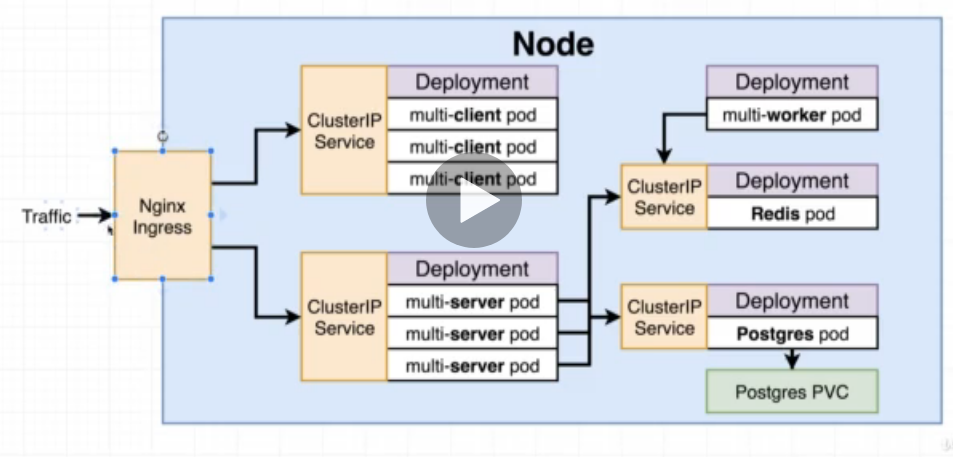 Node
Traffic
Nginx
Ingress
ClusterIP
Service
Deployment
multi-client pod
multi-client pod
multi-client pod
ClusterIP
Service
Deployment
multi-server pod
multi-server pod
multi-server pod
Deployment
multi-worker pod
ClusterIP
Service
Deployment
Redis pod
ClusterIP
Service
Deployment
Postgres pod
Postgres PVC